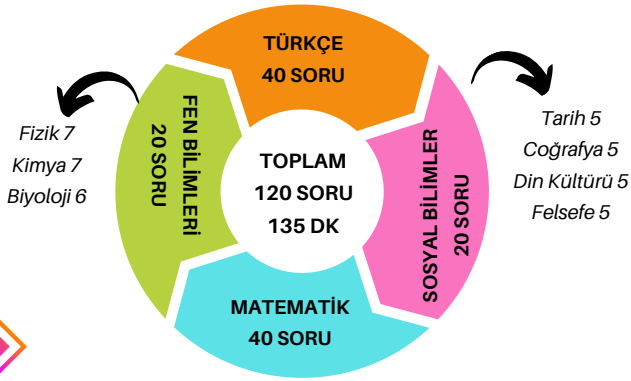 TÜRKÇE
40 SORU
FEN BİLİMLERİ
20 SORU
Fizik 7
Kimya 7
Biyoloji 6
TOPLAM
120 SORU
135 DK
SOSYAL BİLİMLER
20 SORU
Tarih 5
Coğrafya 5
Din Kültürü 5
Felsefe 5
MATEMATİK
40 SORU